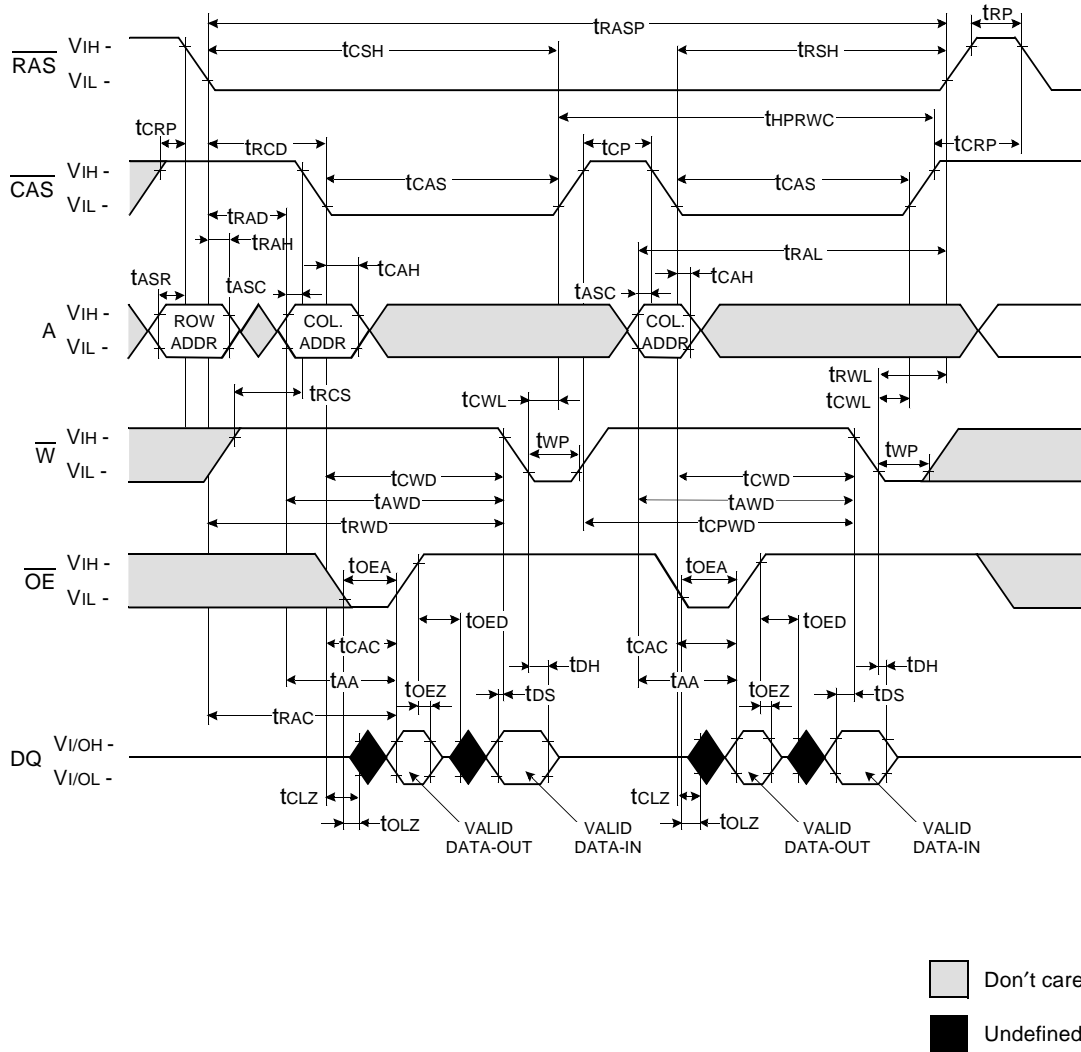 tRASP
tRP
tCSH
tRSH
RAS
VIH -
VIL -
tHPRWC
tCRP
tRCD
tCP
tCRP
CAS
VIH -
VIL -
tCAS
tCAS
tRAD
tRAH
tCAH
tRAL
tCAH
tASR
tASC
tASC
A
VIH -
VIL -
ROW
ADDR
COL.
ADDR
COL.
ADDR
tRCS
tCWL
tRWL
tCWL
W
VIH -
VIL -
tWP
tWP
tCWD
tCWD
tAWD
tAWD
tRWD
tCPWD
OE
VIH -
VIL -
tOEA
tOEA
tOED
tOED
tCAC
tCAC
tDH
tDH
tAA
tAA
tOEZ
tDS
tOEZ
tDS
tRAC
DQ
VI/OH -
VI/OL -
tCLZ
tCLZ
tOLZ
tOLZ
VALID
DATA-OUT
VALID
DATA-IN
VALID
DATA-OUT
VALID
DATA-IN
Don′t care
Undefined